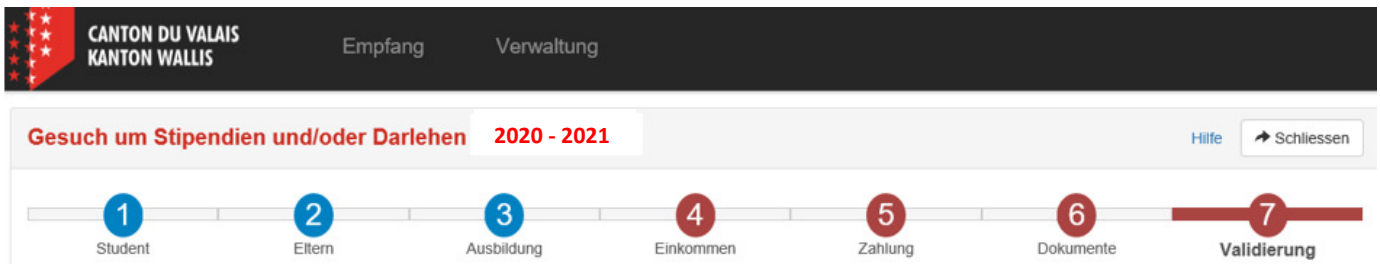 CANTON DU VALAIS
KANTON WALLIS
Empfang Verwaltung
Gesuch um Stipendien und/oder Darlehen 2020 - 2021 Hilfe Schliessen
1 2 3 4 5 6 7
Student Eltern Ausbildung Einkommen Zahlung Dokumente Validierung